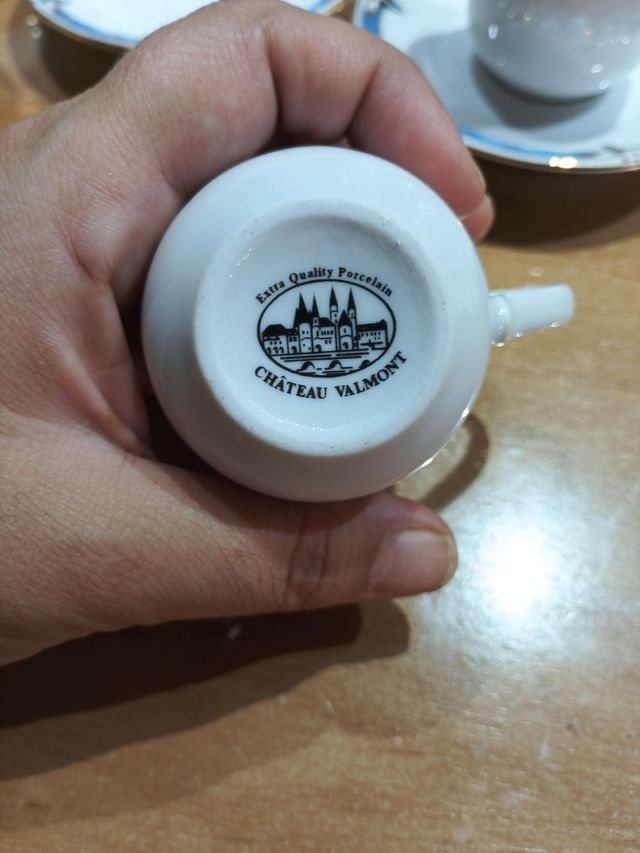 Extra Quality Porcelain
CHÂTEAU VALMONT